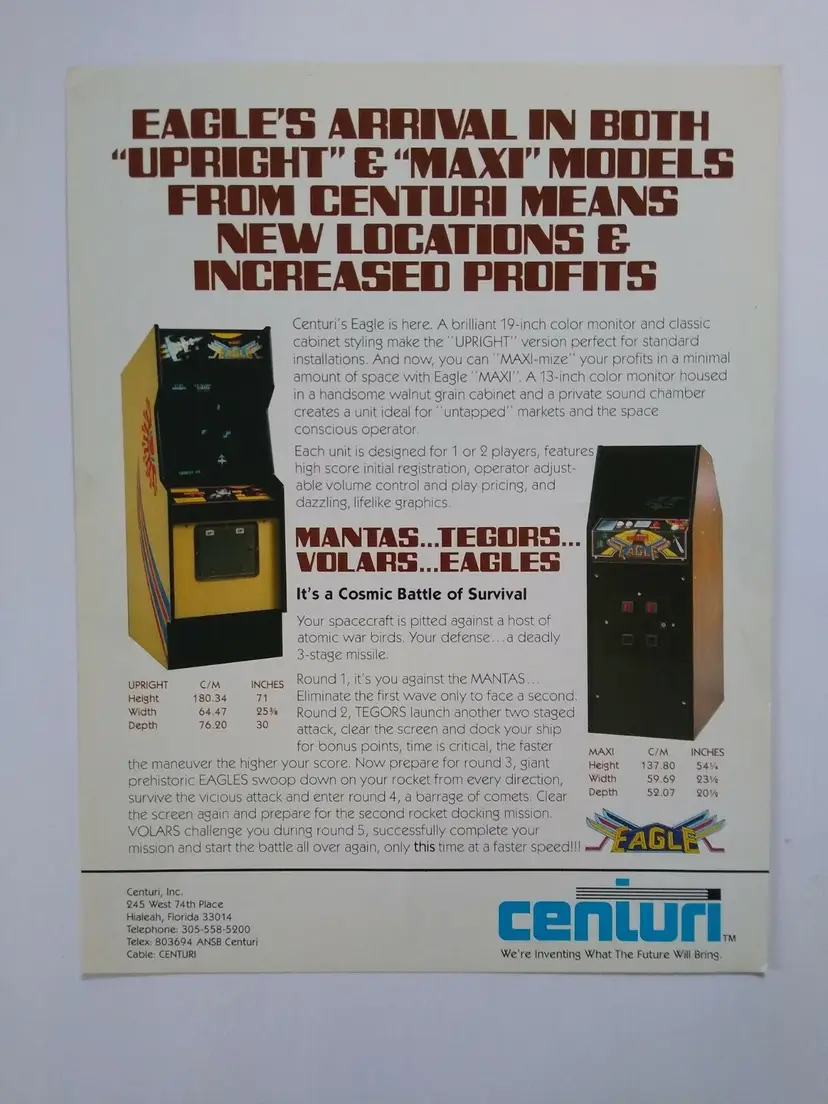 EAGLE'S ARRIVAL IN BOTH
"UPRIGHT" & "MAXI" MODELS
FROM CENTURI MEANS
NEW LOCATIONS &
INCREASED PROFITS
Centuri's Eagle is here. A brilliant 19-inch color monitor and classic
cabinet styling make the "UPRIGHT" version perfect for standard
installations. And now, you can "MAXI-mize" your profits in a minimal
amount of space with Eagle "MAXI". A 13-inch color monitor housed
in a handsome walnut grain cabinet and a private sound chamber
creates a unit ideal for "untapped" markets and the space
conscious operator.
Each unit is designed for 1 or 2 players, features
high score initial registration, operator adjust-
able volume control and play pricing, and
dazzling, lifelike graphics.
EAGLE
EAGLE
EAGLE
MANTAS...TEGORS...
VOLARS...EAGLES
It's a Cosmic Battle of Survival
Your spacecraft is pitted against a host of
atomic war birds. Your defense...a deadly
3-stage missile.
Round 1, it's you against the MANTAS...
Eliminate the first wave only to face a second.
Round 2, TEGORS launch another two staged
attack, clear the screen and dock your ship
for bonus points, time is critical, the faster
the maneuver the higher your score. Now prepare for round 3, giant
prehistoric EAGLES swoop down on your rocket from every direction,
survive the vicious attack and enter round 4, a barrage of comets. Clear
the screen again and prepare for the second rocket docking mission.
VOLARS challenge you during round 5, successfully complete your
mission and start the battle all over again, only this time at a faster speed!!!
UPRIGHT C/M INCHES
Height 180.34 71
Width 64.47 25⅜
Depth 76.20 30
MAXI C/M INCHES
Height 137.80 54¼
Width 59.69 23½
Depth 52.07 20½
EAGLE
Centuri, Inc.
245 West 74th Place
Hialeah, Florida 33014
Telephone: 305-558-5200
Telex: 803694 ANSB Centuri
Cable: CENTURI
centuri TM
We're Inventing What The Future Will Bring.